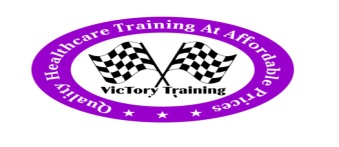 Quality Healthcare Training At Affordable Prices
VicTory Training